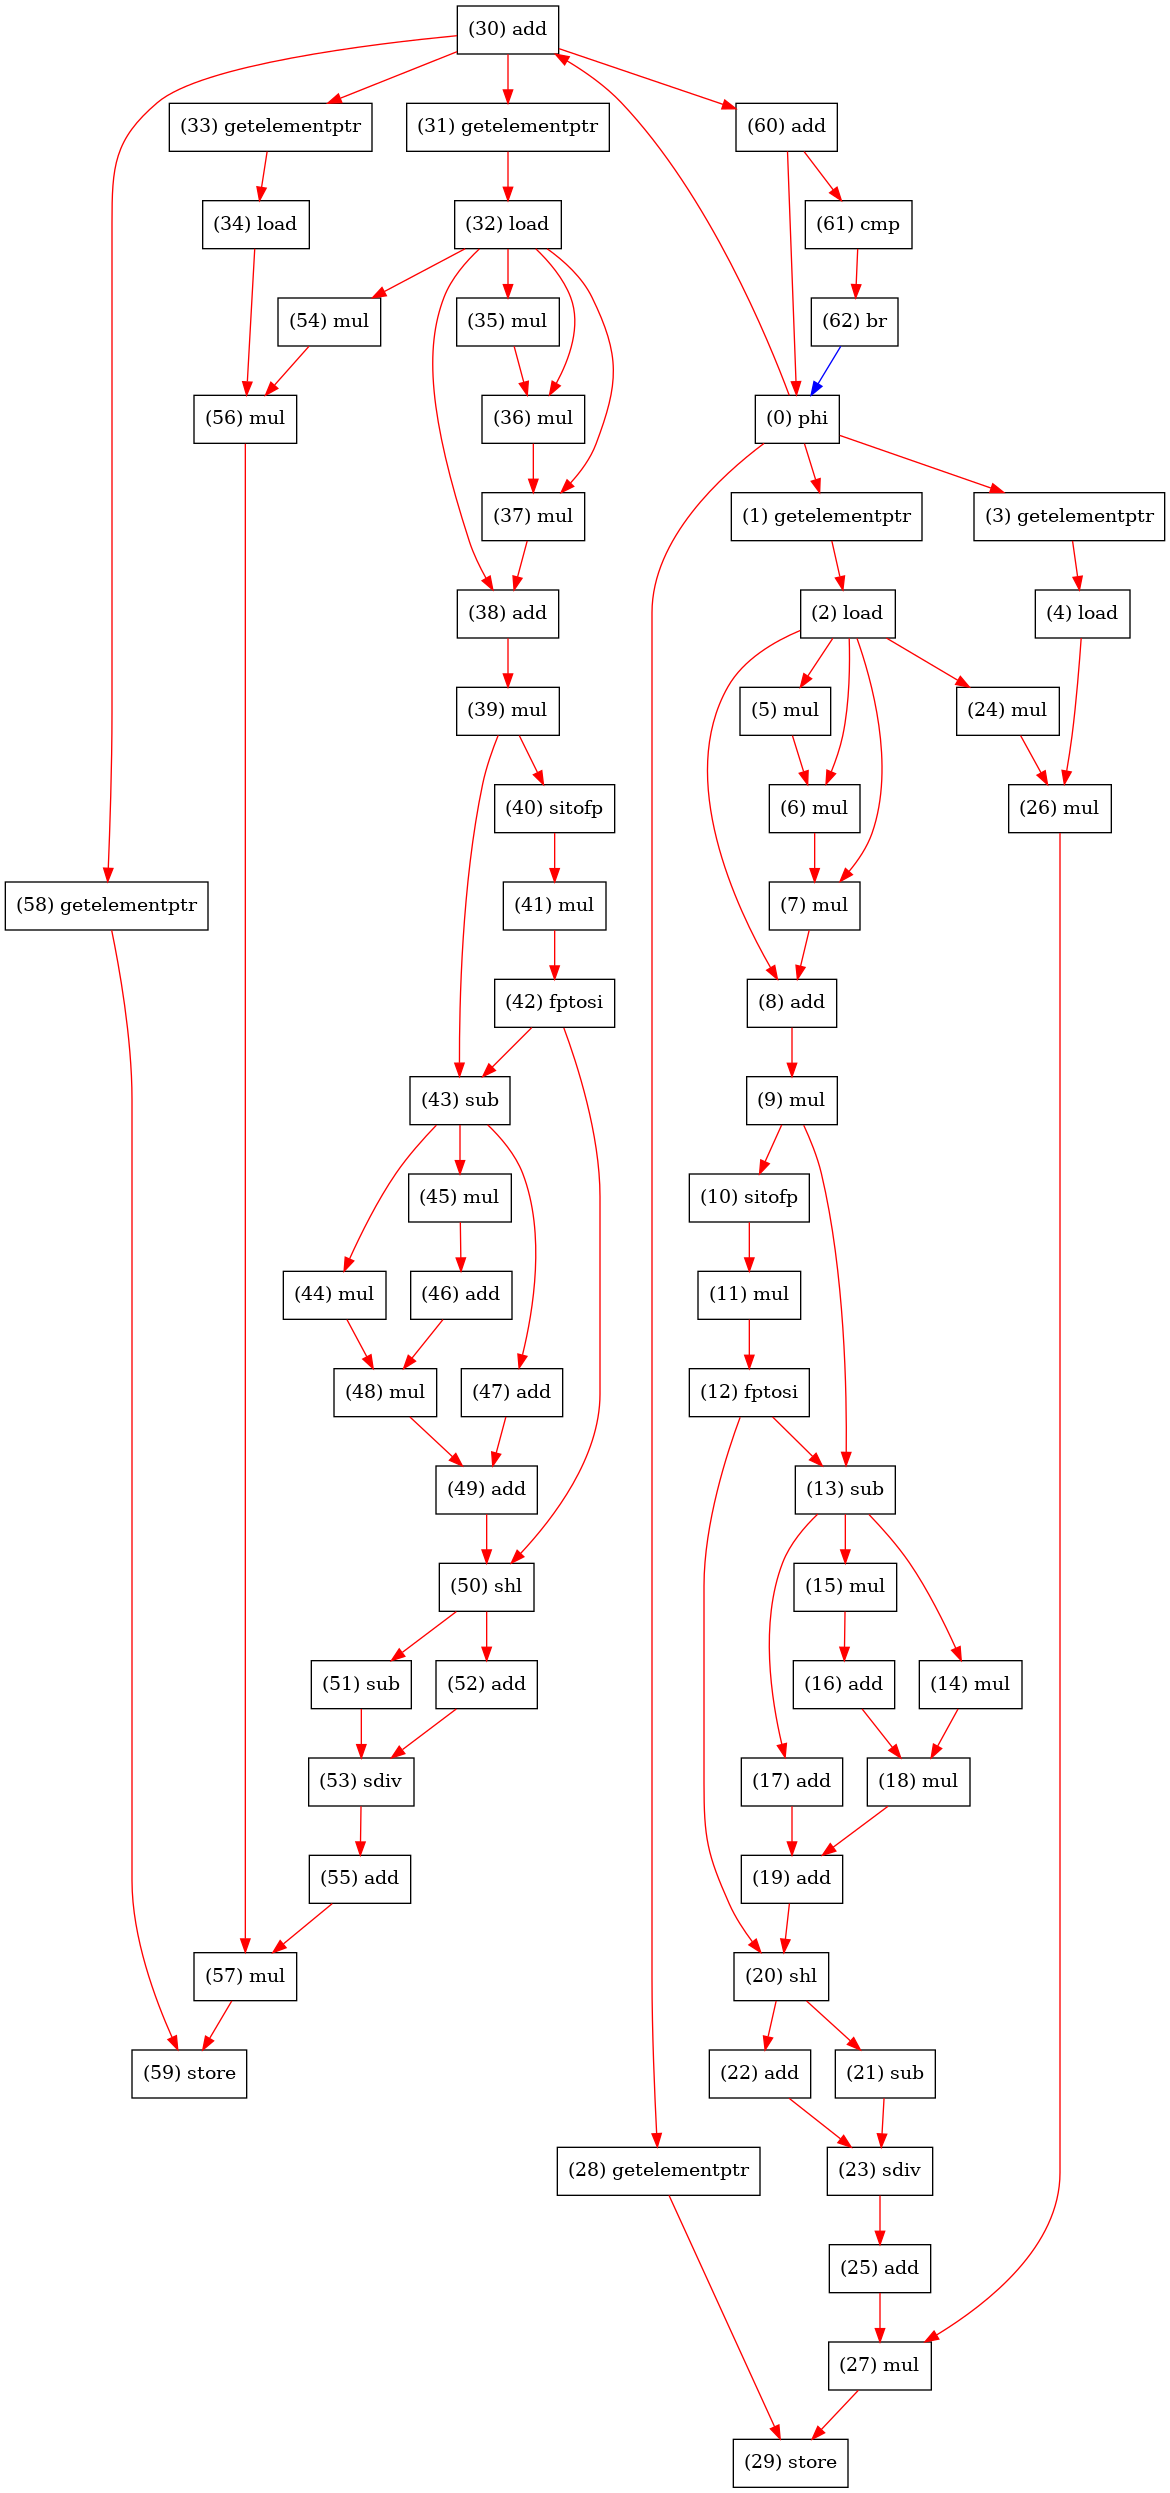 (30) add
(33) getelementptr
(31) getelementptr
(60) add
(34) load
(32) load
(61) cmp
(54) mul
(35) mul
(62) br
(56) mul
(36) mul
(0) phi
(37) mul
(1) getelementptr
(3) getelementptr
(38) add
(2) load
(4) load
(39) mul
(5) mul
(24) mul
(40) sitofp
(6) mul
(26) mul
(58) getelementptr
(41) mul
(7) mul
(42) fptosi
(8) add
(43) sub
(9) mul
(45) mul
(10) sitofp
(44) mul
(46) add
(11) mul
(48) mul
(47) add
(12) fptosi
(49) add
(13) sub
(50) shl
(15) mul
(51) sub
(52) add
(16) add
(14) mul
(53) sdiv
(17) add
(18) mul
(55) add
(19) add
(57) mul
(20) shl
(59) store
(22) add
(21) sub
(28) getelementptr
(23) sdiv
(25) add
(27) mul
(29) store